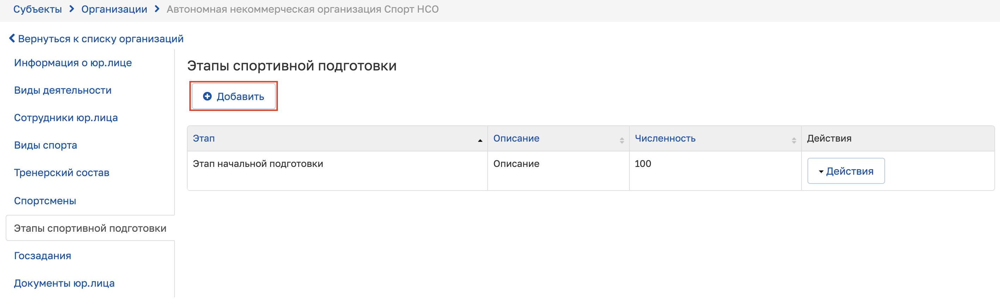 Субъекты > Организации > Автономная некоммерческая организация Спорт НСО
Вернуться к списку организаций
Информация о юр.лице
Виды деятельности
Сотрудники юр.лица
Виды спорта
Тренерский состав
Спортсмены
Этапы спортивной подготовки
Госзадания
Документы юр.лица
Этапы спортивной подготовки
Добавить
Этап Описание Численность Действия
Этап начальной подготовки Описание 100 Действия